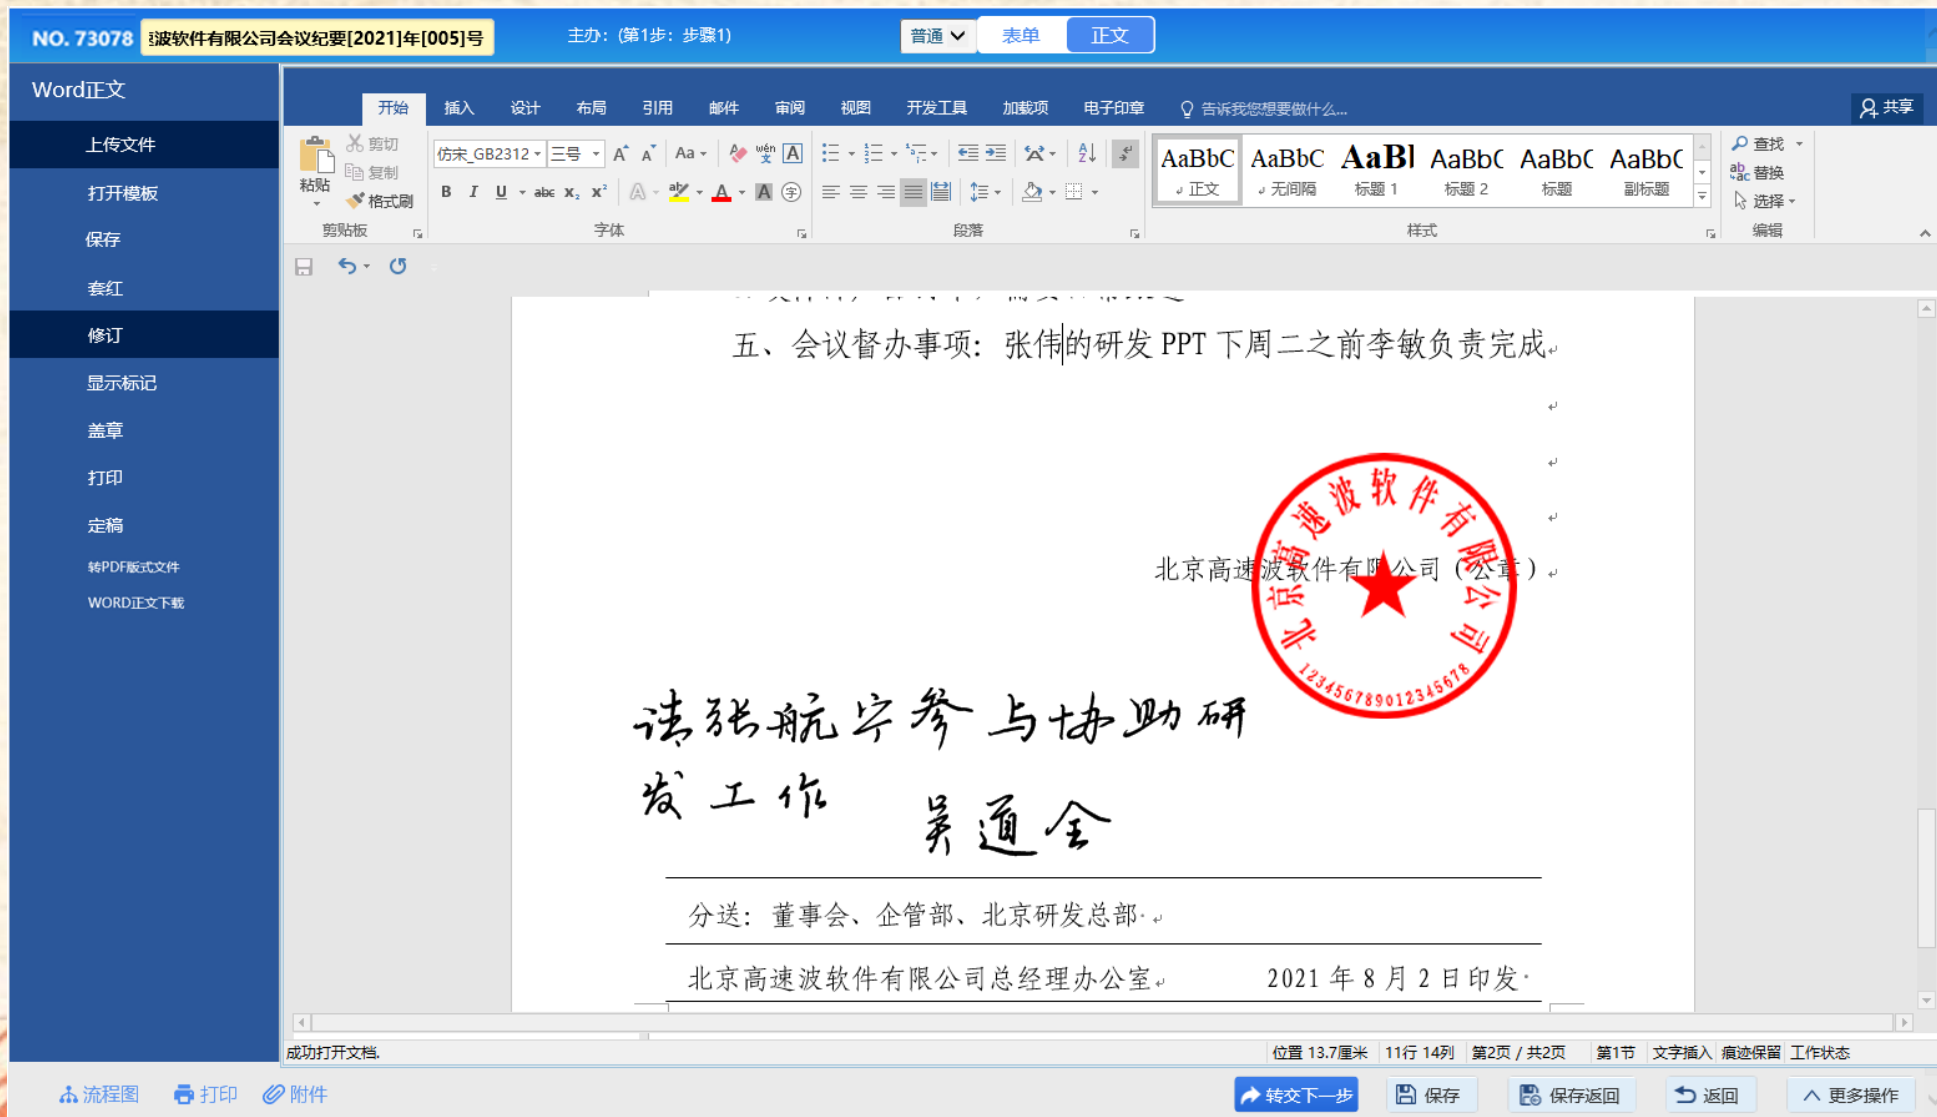 NO. 73078
速波软件有限公司会议纪要[2021]年[005]号
主办：(第1步：步骤1)
普通
表单
正文
Word正文
上传文件
打开模板
保存
套红
修订
显示标记
盖章
打印
定稿
转PDF版式文件
WORD正文下载
开始 插入 设计 布局 引用 邮件 审阅 视图 开发工具 加载项 电子印章 告诉我您想要做什么... 共享
粘贴
剪切
复制
格式刷
剪贴板
仿宋_GB2312 三号 Aa wén 文 A
B I U abc x₂ x² A aby A A 字
字体
段落
AaBbC AaBbC AaBl AaBbC AaBbC AaBbC
正文 无间隔 标题 1 标题 2 标题 副标题
样式
查找
替换
选择
编辑
五、会议督办事项：张伟的研发 PPT 下周二之前李敏负责完成
北京高速波软件有限公司（公章）
北京高速波软件有限公司
123456789012345678
请张航宇参与协助研
发工作 吴道全
分送：董事会、企管部、北京研发总部
北京高速波软件有限公司总经理办公室 2021 年 8 月 2 日印发
成功打开文档.
位置 13.7厘米 11行 14列 第2页 / 共2页 第1节 文字插入 痕迹保留 工作状态
流程图 打印 附件
转交下一步 保存 保存返回 返回 更多操作